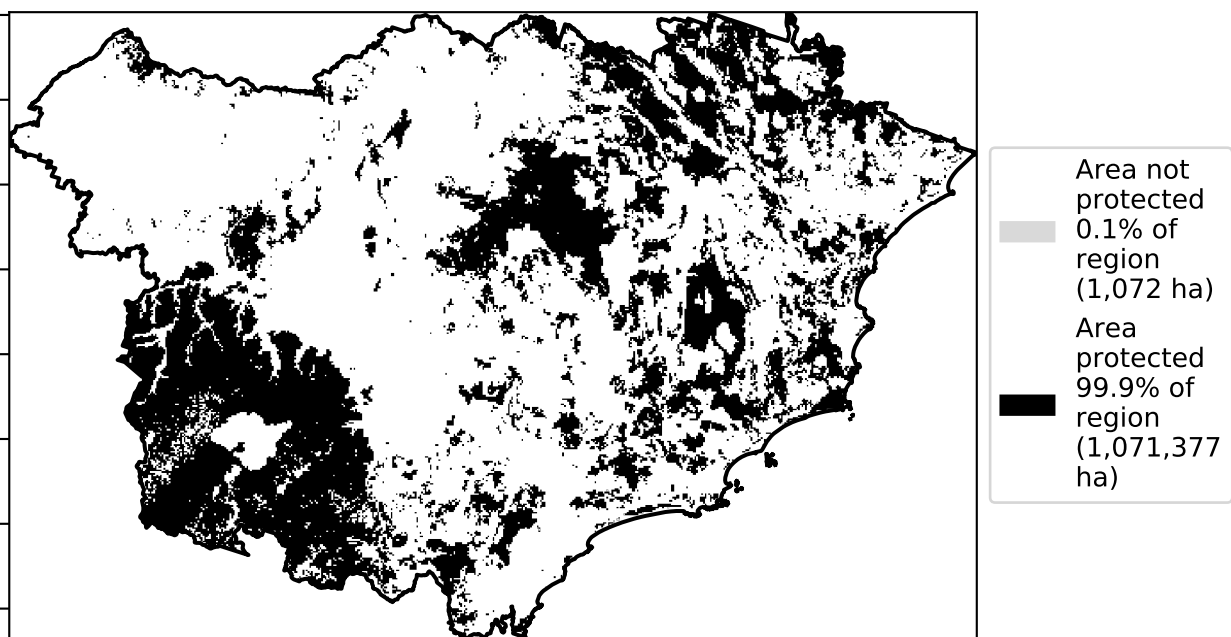 Area not
protected
0.1% of
region
(1,072 ha)
Area
protected
99.9% of
region
(1,071,377
ha)